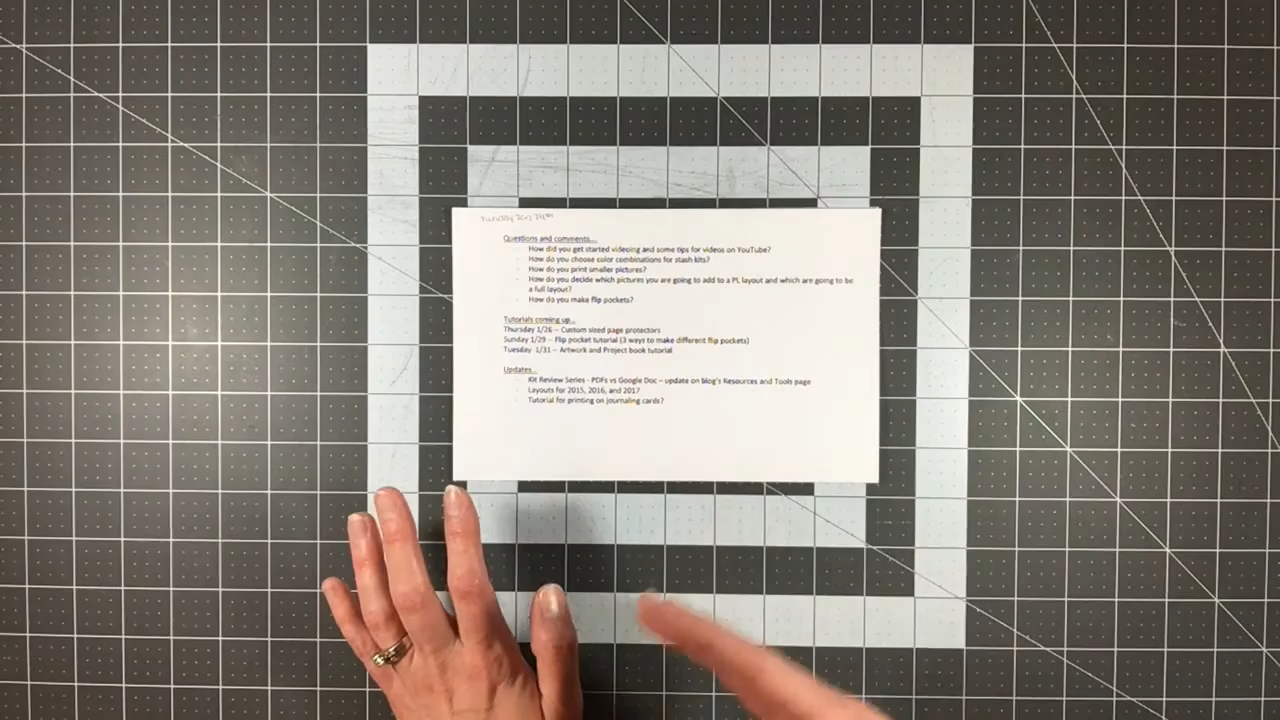 Tuesday
Questions and comments...
- How did you get started videoing and some tips for videos on YouTube?
- How do you choose color combinations for stash kits?
- How do you print smaller pictures?
- How do you decide which pictures you are going to add to a PL layout and which are going to be
a full layout?
- How do you make flip pockets?
Tutorials coming up...
Thursday 1/26 – Custom sized page protectors
Sunday 1/29 – Flip pocket tutorial (3 ways to make different flip pockets)
Tuesday 1/31 – Artwork and Project book tutorial
Updates...
- Kit Review Series - PDFs vs Google Doc – update on blog's Resources and Tools page
- Layouts for 2015, 2016, and 2017
Tutorial for printing on journaling cards?